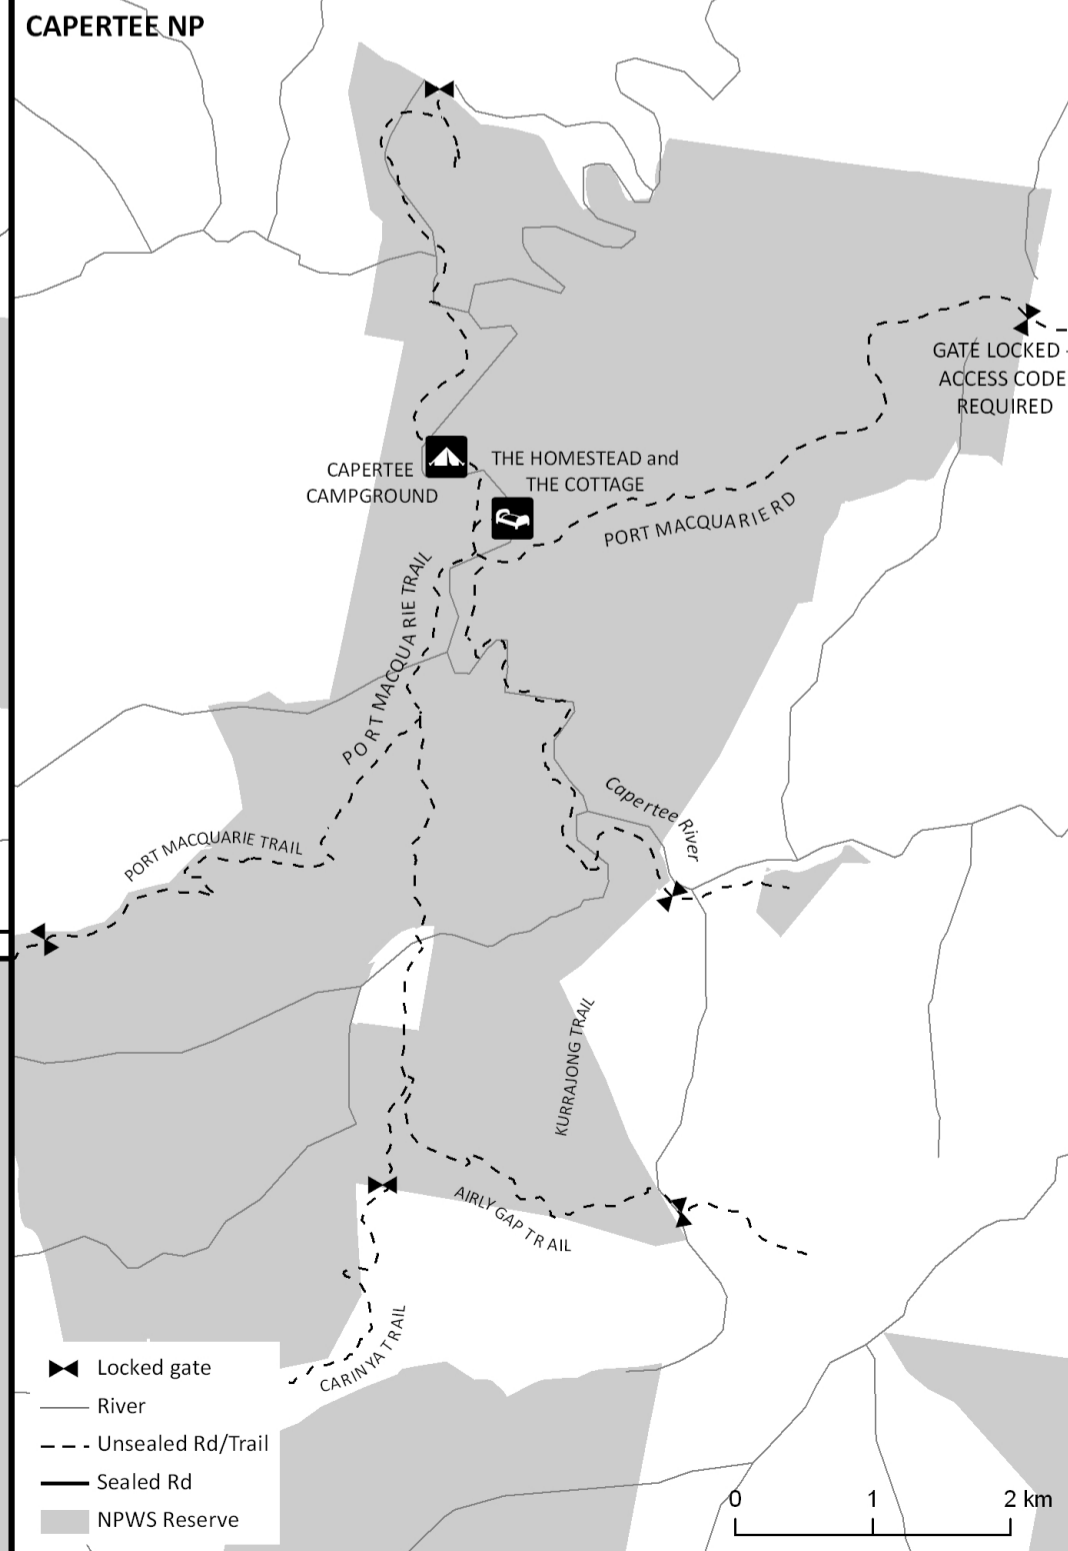 CAPERTEE NP
GATE LOCKED -
ACCESS CODE
REQUIRED
THE HOMESTEAD and
THE COTTAGE
CAPERTEE
CAMPGROUND
PORT MACQUARIE RD
PORT MACQUARIE TRAIL
Capertee River
PORT MACQUARIE TRAIL
KURRAJONG TRAIL
AIRLY GAP TRAIL
CARINYA TRAIL
Locked gate
River
Unsealed Rd/Trail
Sealed Rd
NPWS Reserve
0 1 2 km